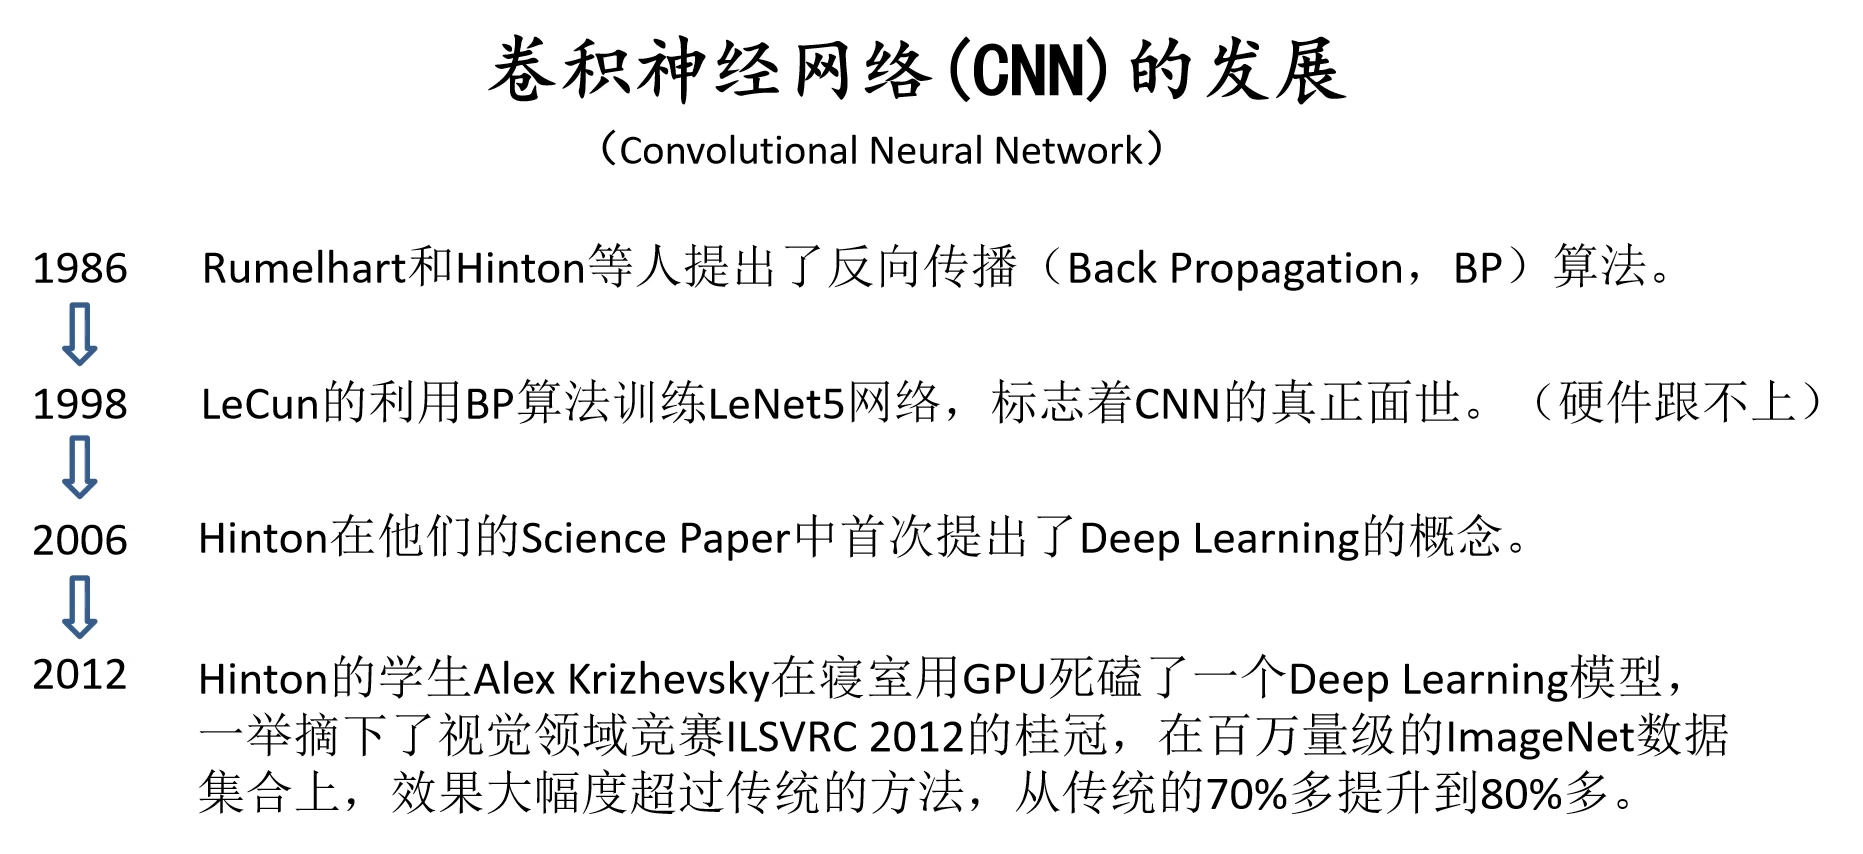 卷积神经网络(CNN)的发展
（Convolutional Neural Network）
1986 Rumelhart和Hinton等人提出了反向传播（Back Propagation，BP）算法。
1998 LeCun的利用BP算法训练LeNet5网络，标志着CNN的真正面世。（硬件跟不上）
2006 Hinton在他们的Science Paper中首次提出了Deep Learning的概念。
2012 Hinton的学生Alex Krizhevsky在寝室用GPU死磕了一个Deep Learning模型，
一举摘下了视觉领域竞赛ILSVRC 2012的桂冠，在百万量级的ImageNet数据
集合上，效果大幅度超过传统的方法，从传统的70%多提升到80%多。